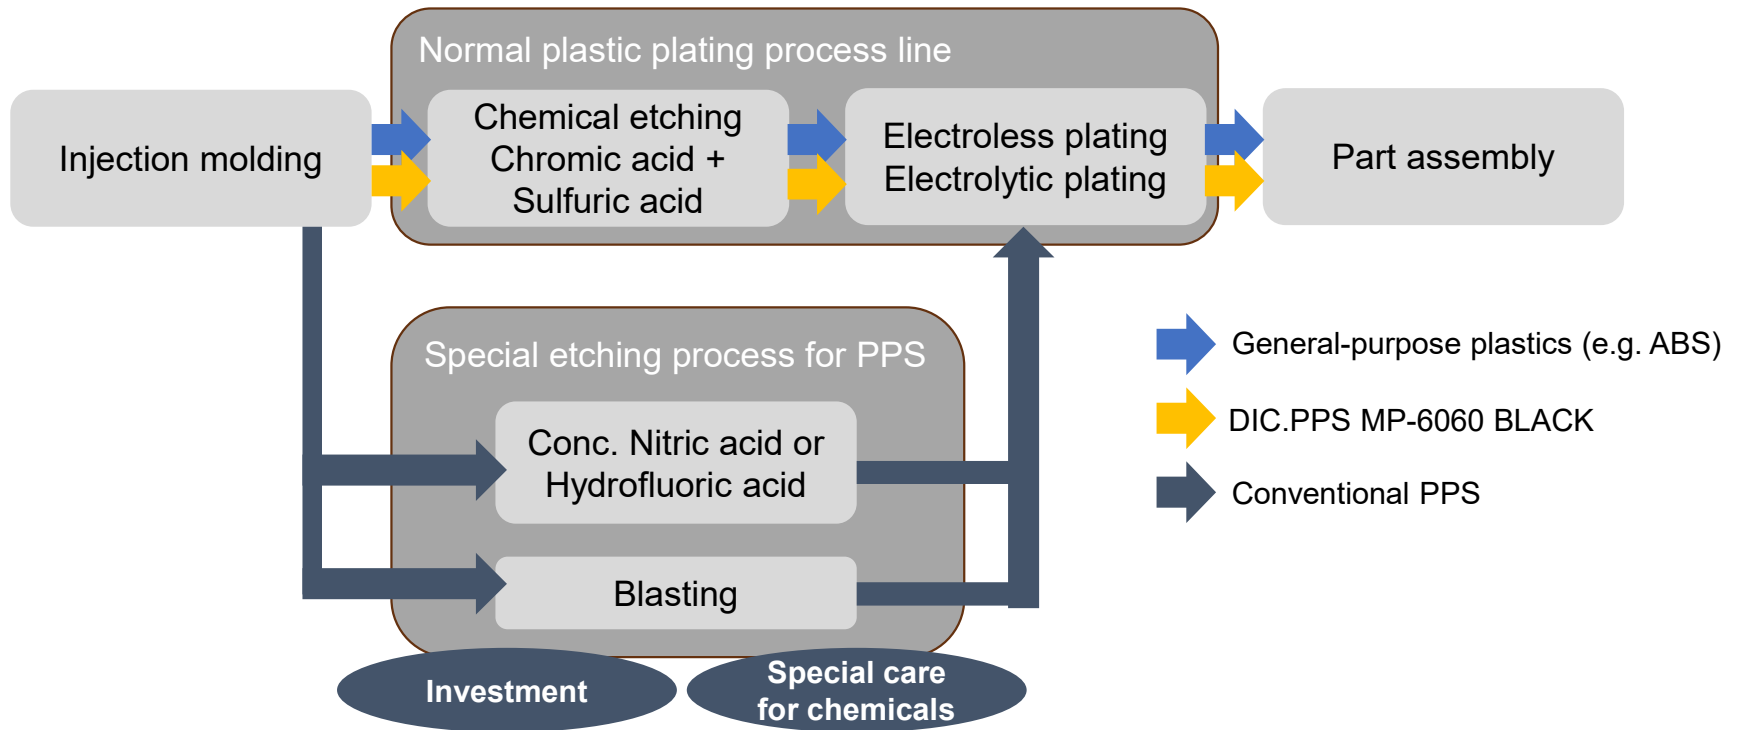 Normal plastic plating process line
Injection molding
Chemical etching
Chromic acid +
Sulfuric acid
Electroless plating
Electrolytic plating
Part assembly
Special etching process for PPS
Conc. Nitric acid or
Hydrofluoric acid
Blasting
Investment
Special care
for chemicals
General-purpose plastics (e.g. ABS)
DIC.PPS MP-6060 BLACK
Conventional PPS